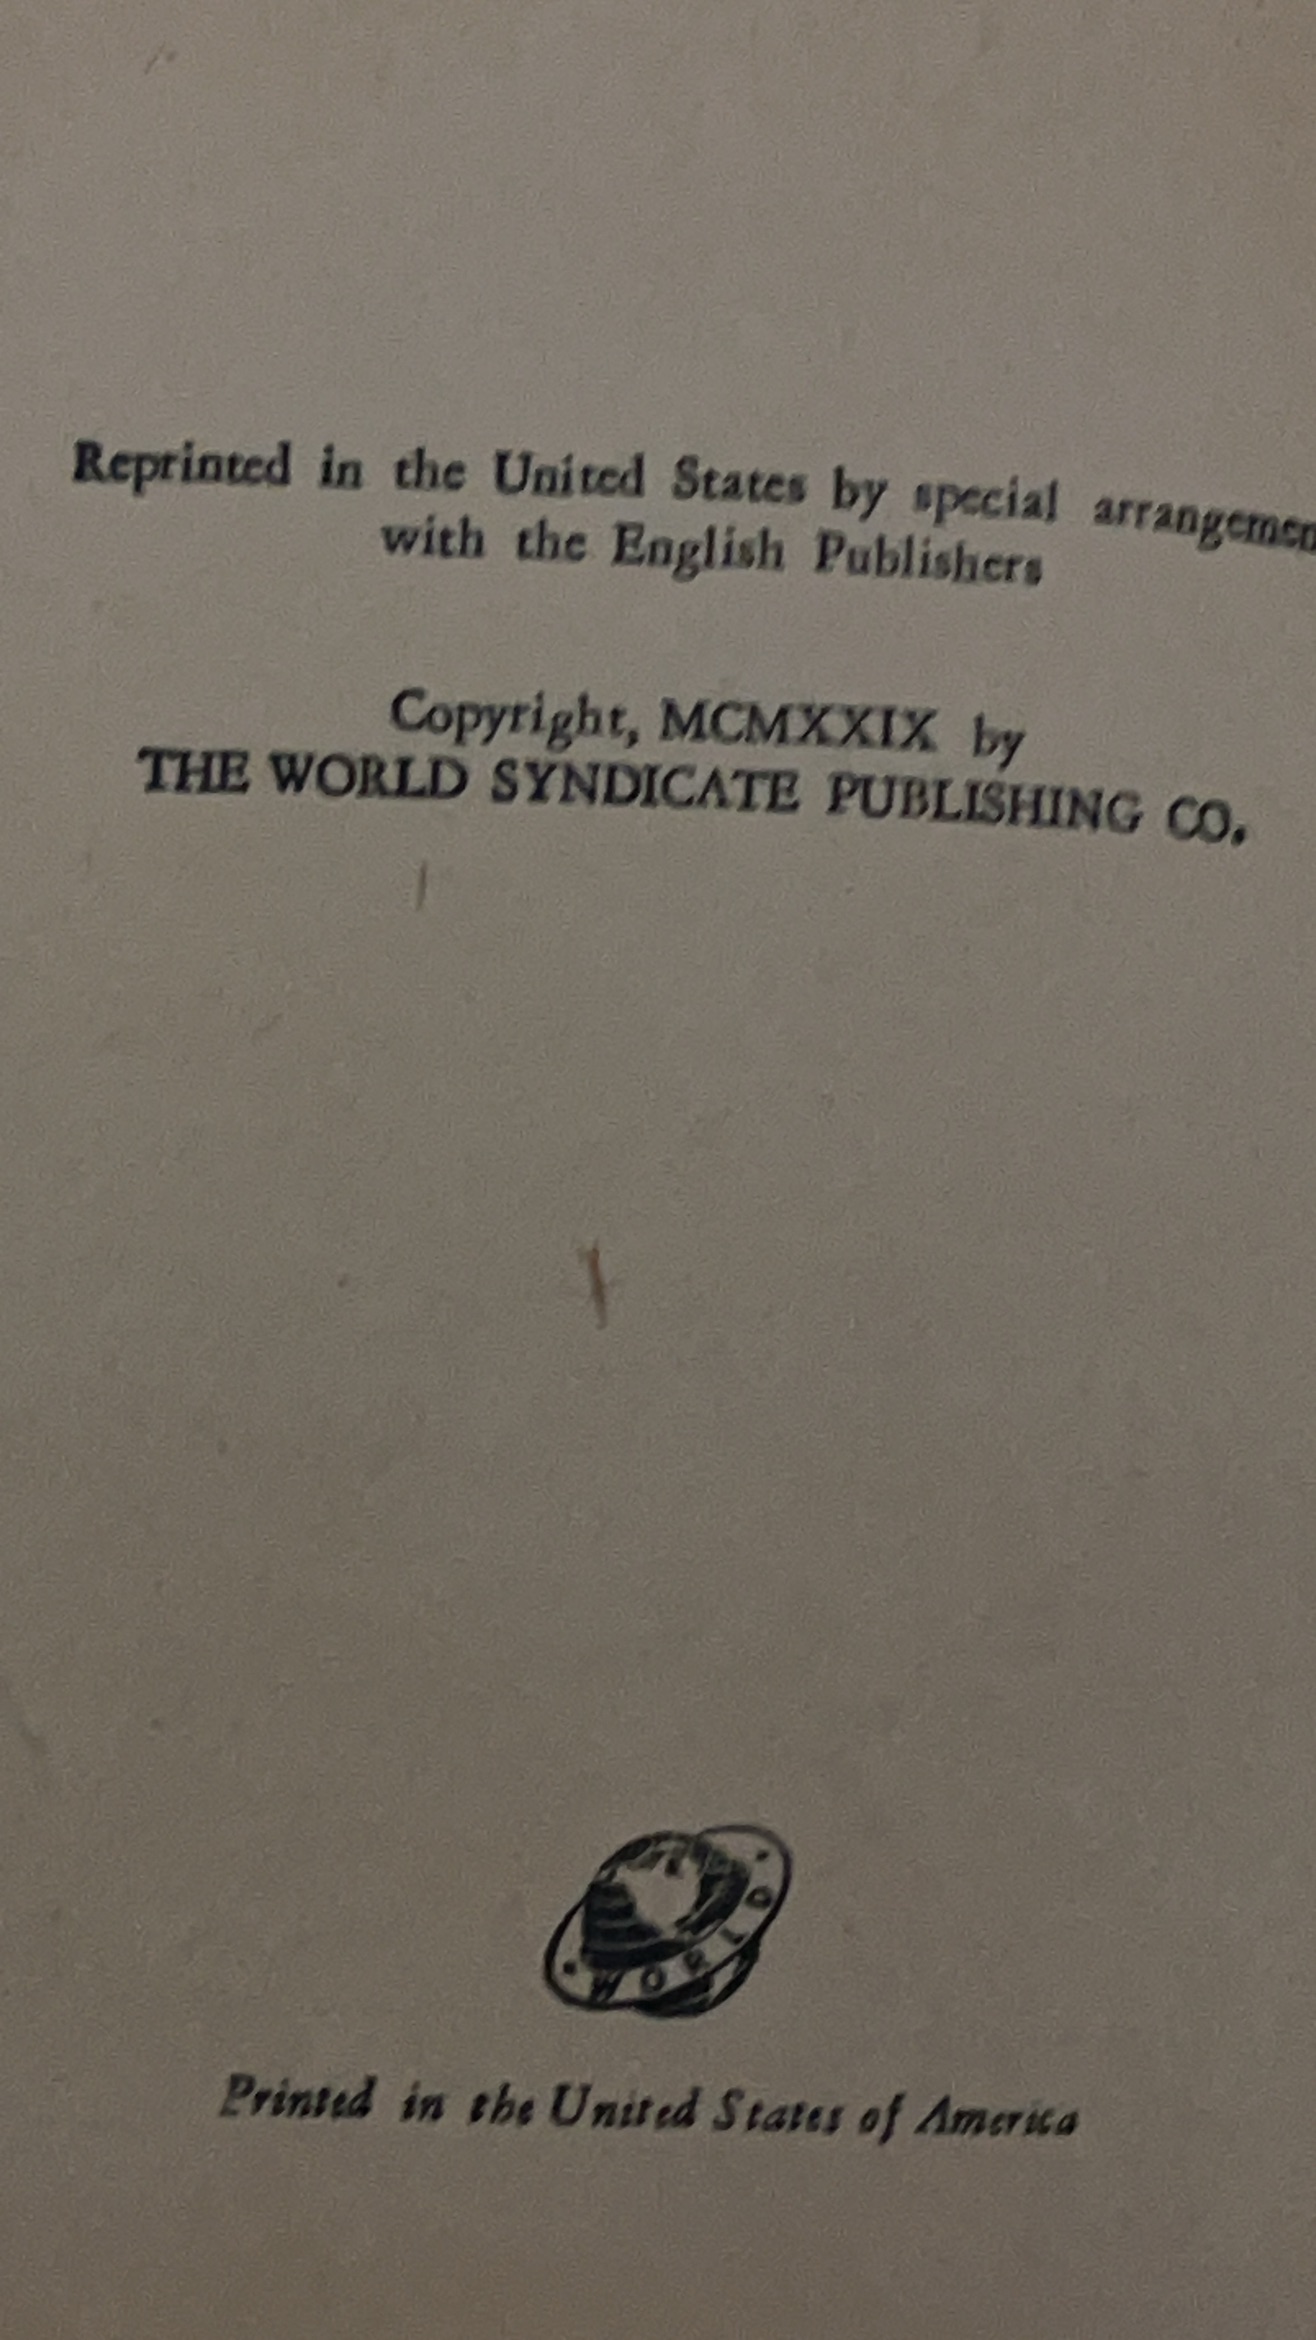 Reprinted in the United States by special arrangemen
with the English Publishers
Copyright, MCMXXIX by
THE WORLD SYNDICATE PUBLISHING CO.
WORLD
Printed in the United States of America